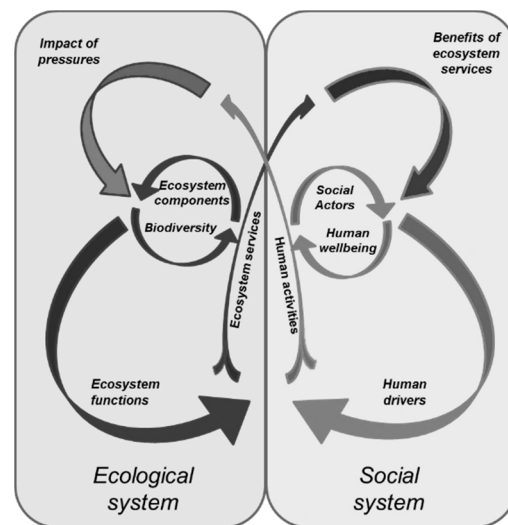 Impact of
pressures
Benefits of
ecosystem
services
Ecosystem
components
Biodiversity
Social
Actors
Human
wellbeing
Ecosystem services
Human activities
Ecosystem
functions
Human
drivers
Ecological
system
Social
system